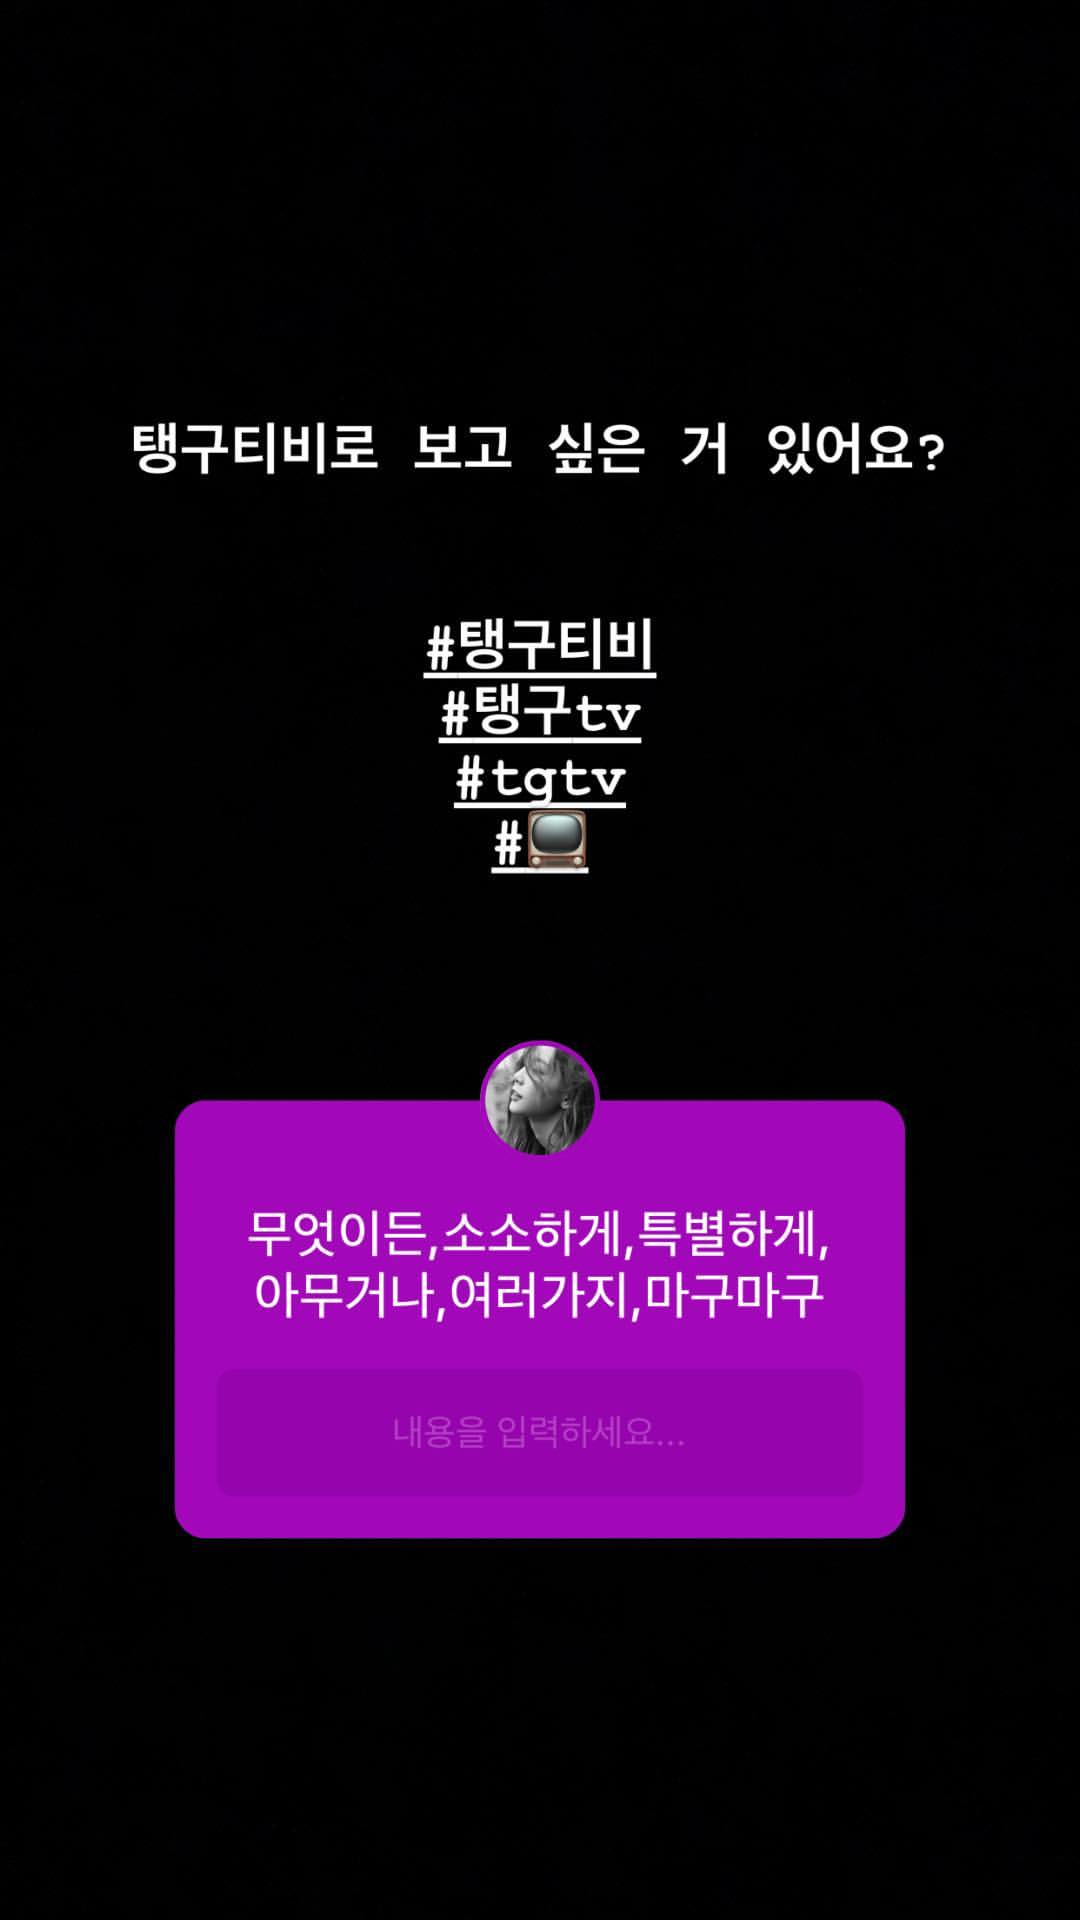 탱구티비로 보고 싶은 거 있어요?
#탱구티비
#탱구tv
#tgtv
#📺
무엇이든,소소하게,특별하게,
아무거나,여러가지,마구마구
내용을 입력하세요...